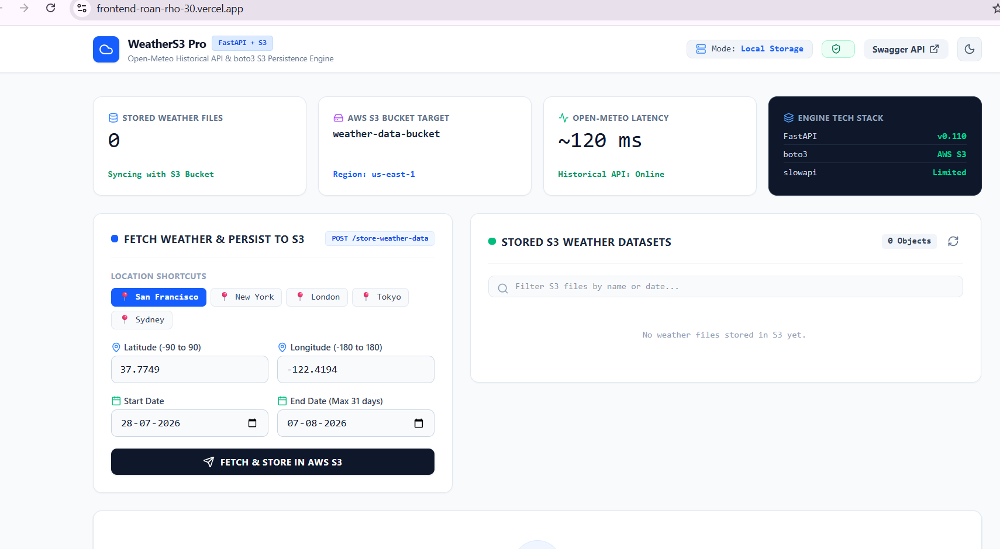 frontend-roan-rho-30.vercel.app
WeatherS3 Pro
FastAPI + S3
Open-Meteo Historical API & boto3 S3 Persistence Engine
Mode: Local Storage
Swagger API
STORED WEATHER FILES
0
Syncing with S3 Bucket
AWS S3 BUCKET TARGET
weather-data-bucket
Region: us-east-1
OPEN-METEO LATENCY
~120 ms
Historical API: Online
ENGINE TECH STACK
FastAPI v0.110
boto3 AWS S3
slowapi Limited
FETCH WEATHER & PERSIST TO S3
POST /store-weather-data
LOCATION SHORTCUTS
San Francisco
New York
London
Tokyo
Sydney
Latitude (-90 to 90)
37.7749
Longitude (-180 to 180)
-122.4194
Start Date
28-07-2026
End Date (Max 31 days)
07-08-2026
FETCH & STORE IN AWS S3
STORED S3 WEATHER DATASETS
0 Objects
Filter S3 files by name or date...
No weather files stored in S3 yet.